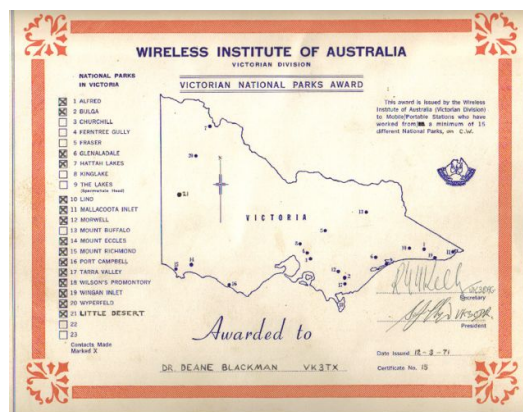 WIRELESS INSTITUTE OF AUSTRALIA
VICTORIAN DIVISION
VICTORIAN NATIONAL PARKS AWARD
NATIONAL PARKS
IN VICTORIA
1 ALFRED
2 BULGA
3 CHURCHILL
4 FERNTREE GULLY
5 FRASER
6 GLENALADALE
7 HATTAH LAKES
8 KINGLAKE
9 THE LAKES
(Sperm Whale Head)
10 LIND
11 MALLACOOTA INLET
12 MORWELL
13 MOUNT BUFFALO
14 MOUNT ECCLES
15 MOUNT RICHMOND
16 PORT CAMPBELL
17 TARRA VALLEY
18 WILSON'S PROMONTORY
19 WINGAN INLET
20 WYPERFELD
21 LITTLE DESERT
22
23
Contacts Made
Marked X
This award is issued by the Wireless
Institute of Australia (Victorian Division)
to Mobile/Portable Stations who have
worked from a minimum of 15
different National Parks, on C.W.
VICTORIA
Secretary
President
Awarded to
DR. DEANE BLACKMAN VK3TX
Date Issued 12-3-71
Certificate No. 15